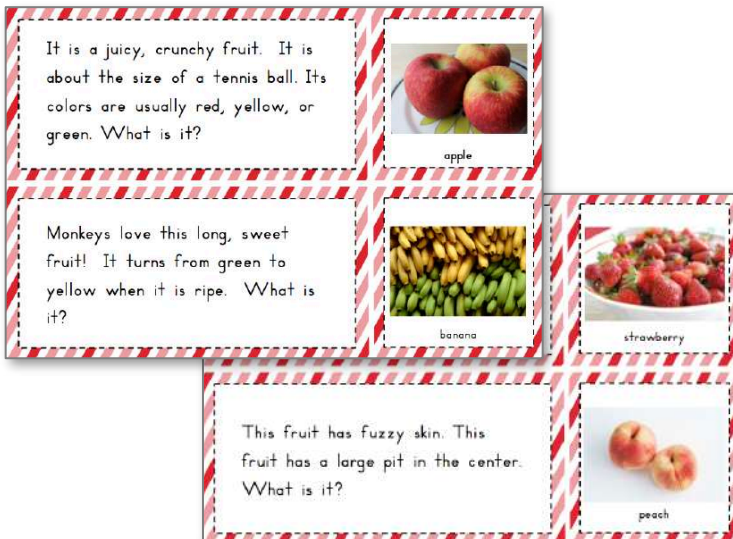 It is a juicy, crunchy fruit. It is
about the size of a tennis ball. Its
colors are usually red, yellow, or
green. What is it?
apple
Monkeys love this long, sweet
fruit! It turns from green to
yellow when it is ripe. What is
it?
banana
strawberry
This fruit has fuzzy skin. This
fruit has a large pit in the center.
What is it?
peach